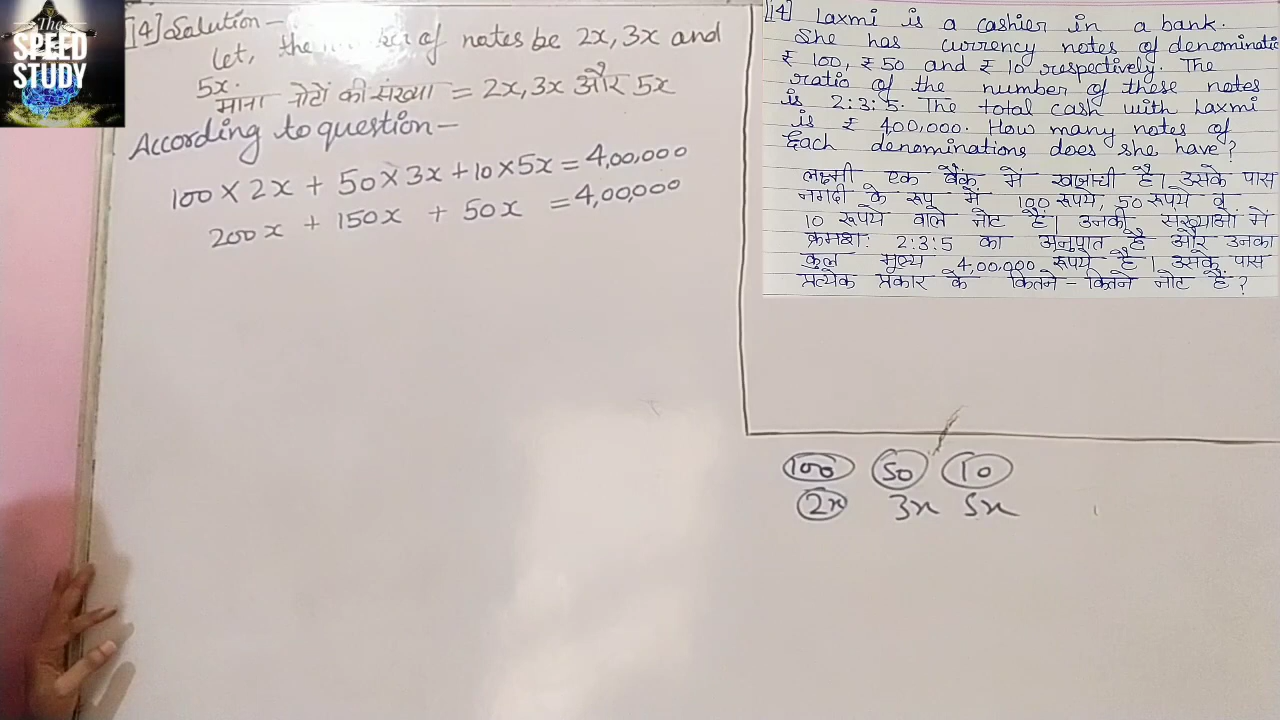 The
SPEED
STUDY
[14] Solution -
Let, the er of notes be 2x, 3x and
5x.
माना नोटों की संख्या = 2x, 3x और 5x
According to question -
100 × 2x + 50 × 3x + 10 × 5x = 4,00,000
200x + 150x + 50x = 4,00,000
[14] Laxmi is a cashier in a bank.
She has currency notes of denominatio
₹ 100, ₹ 50 and ₹ 10 respectively. The
ratio of the number of these notes
is 2:3:5. The total cash with Laxmi
is ₹ 400,000. How many notes of
Each denominations does she have?
लक्ष्मी एक बैंक में खजांची है। उसके पास
नगदी के रूप में 100 रूपये, 50 रूपये व
10 रूपये वाले नोट है। उनकी संख्याओं में
क्रमशः 2:3:5 का अनुपात है और उनका
कुल मूल्य 4,00,000 रूपये है। उसके पास
प्रत्येक प्रकार के कितने - कितने नोट हैं?
100 50 10
2x 3x 5x